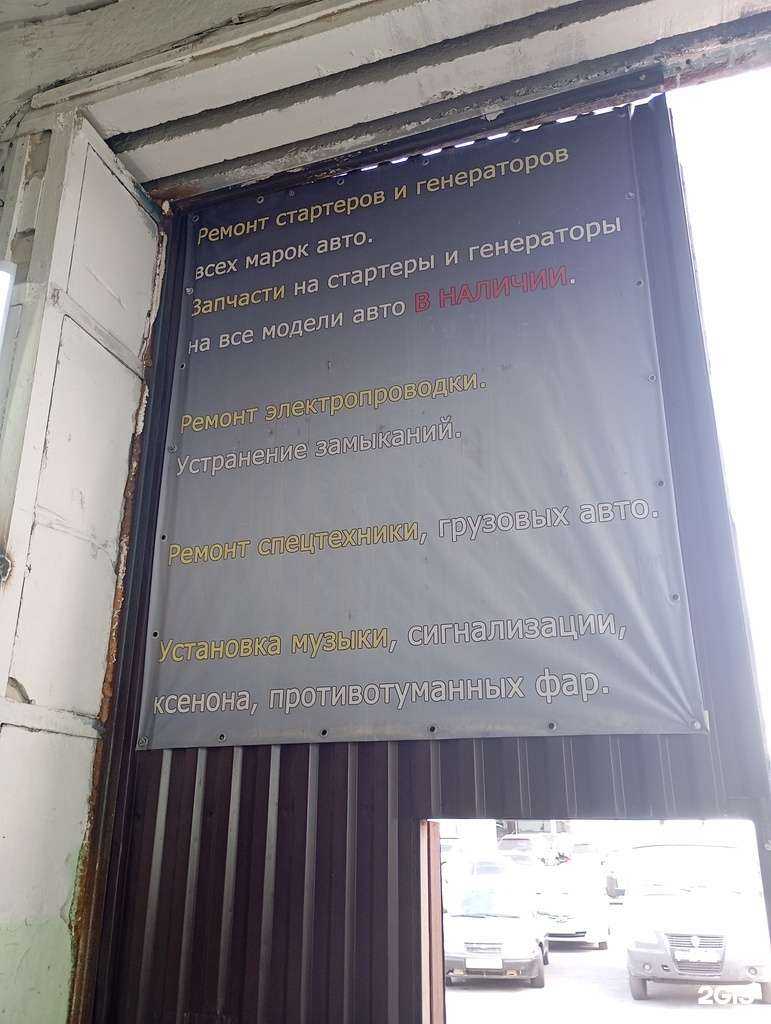 Ремонт стартеров и генераторов
всех марок авто.
Запчасти на стартеры и генераторы
на все модели авто В НАЛИЧИИ.
Ремонт электропроводки.
Устранение замыканий.
Ремонт спецтехники, грузовых авто.
Установка музыки, сигнализации,
ксенона, противотуманных фар.
2GIS